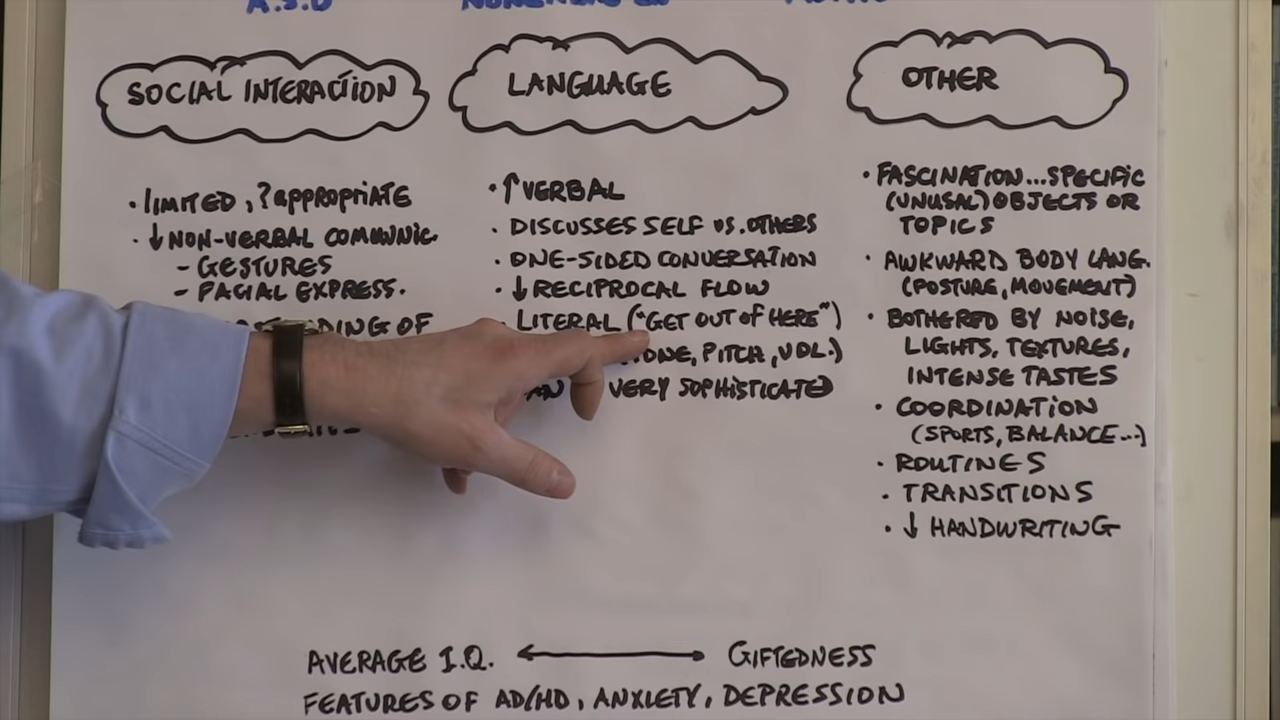 A.S.D
SOCIAL INTERACTION
• LIMITED, ? appropriate
• ↓ NON-VERBAL COMMUNIC.
- GESTURES
- FACIAL EXPRESS.
OF
LANGUAGE
• ↑ VERBAL
• DISCUSSES SELF vs. OTHERS
• ONE-SIDED CONVERSATION
• ↓ RECIPROCAL FLOW
• LITERAL ("GET OUT OF HERE")
PITCH, VOL.)
VERY SOPHISTICATED
OTHER
• FASCINATION...SPECIFIC
(UNUSAL) OBJECTS OR
TOPICS
• AWKWARD BODY LANG.
(POSTURE, MOVEMENT)
• BOTHERED BY NOISE,
LIGHTS, TEXTURES,
INTENSE TASTES
• COORDINATION
(SPORTS, BALANCE...)
• ROUTINES
• TRANSITIONS
• ↓ HANDWRITING
AVERAGE I.Q. ⟷ GIFTEDNESS
FEATURES OF AD/HD, ANXIETY, DEPRESSION